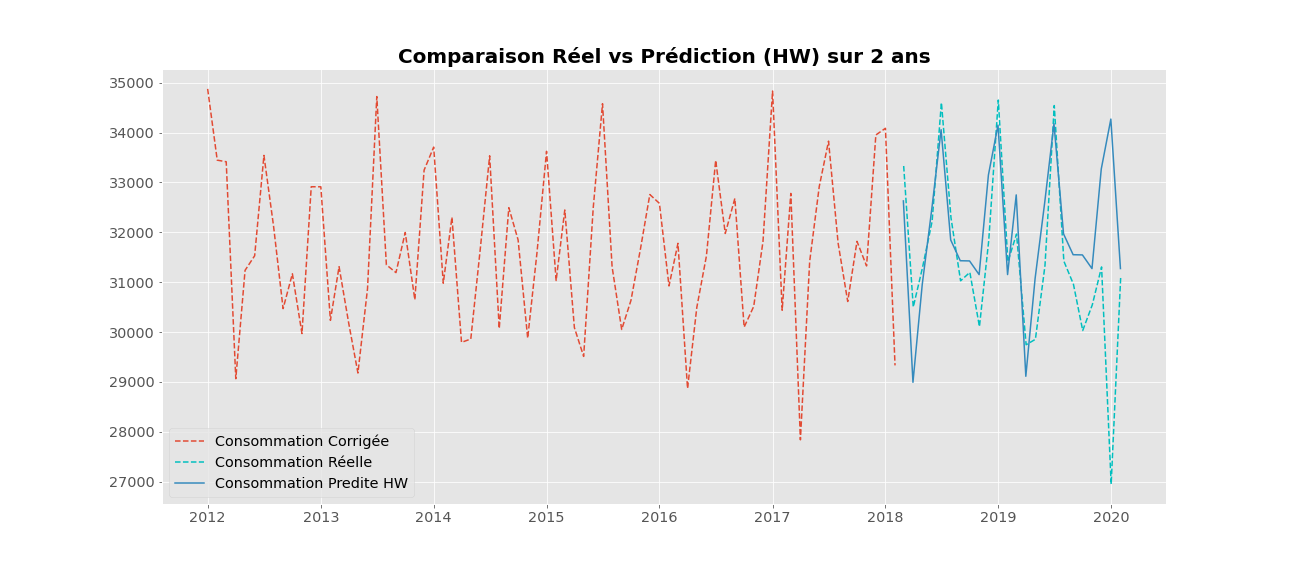 Comparaison Réel vs Prédiction (HW) sur 2 ans
35000
34000
33000
32000
31000
30000
29000
28000
27000
Consommation Corrigée
Consommation Réelle
Consommation Predite HW
2012 2013 2014 2015 2016 2017 2018 2019 2020